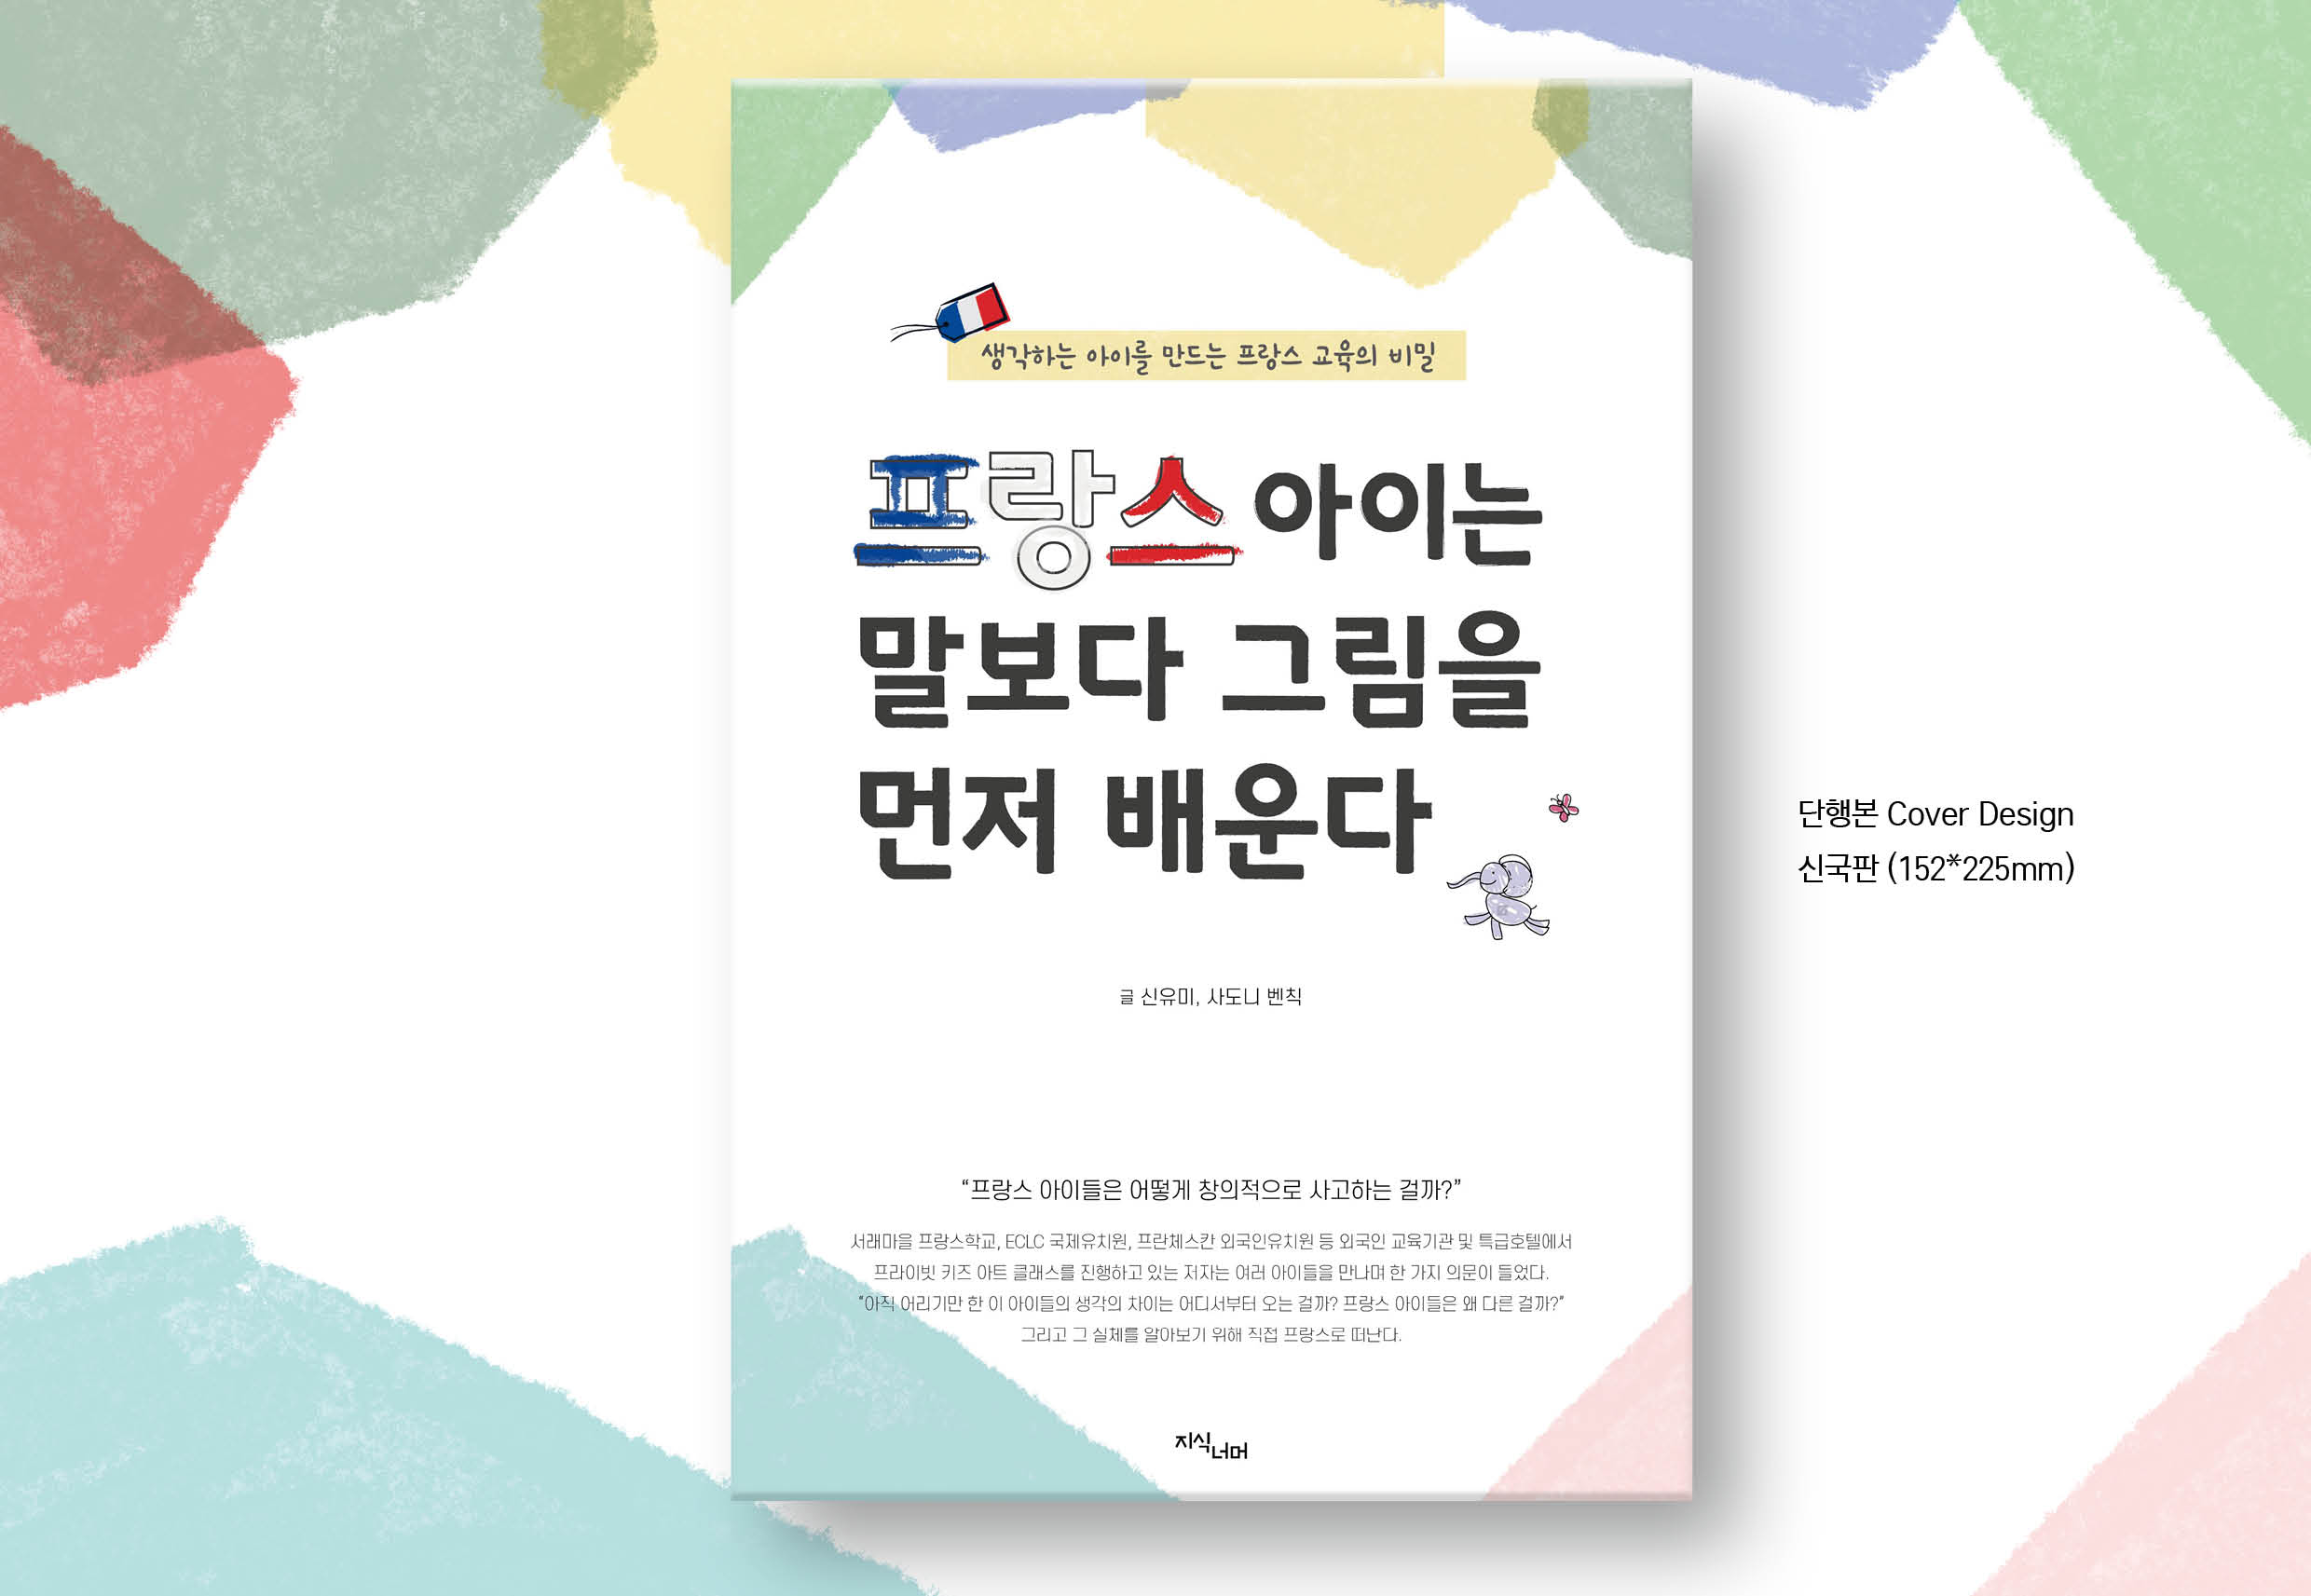 생각하는 아이를 만드는 프랑스 교육의 비밀
프랑스 아이는
말보다 그림을
먼저 배운다
글 신유미, 사도니 벤칙
“프랑스 아이들은 어떻게 창의적으로 사고하는 걸까?”
서래마을 프랑스학교, ECLC 국제유치원, 프란체스칸 외국인유치원 등 외국인 교육기관 및 특급호텔에서
프라이빗 키즈 아트 클래스를 진행하고 있는 저자는 여러 아이들을 만나며 한 가지 의문이 들었다.
“아직 어리기만 한 이 아이들의 생각의 차이는 어디서부터 오는 걸까? 프랑스 아이들은 왜 다른 걸까?”
그리고 그 실체를 알아보기 위해 직접 프랑스로 떠난다.
지식너머
단행본 Cover Design
신국판 (152*225mm)